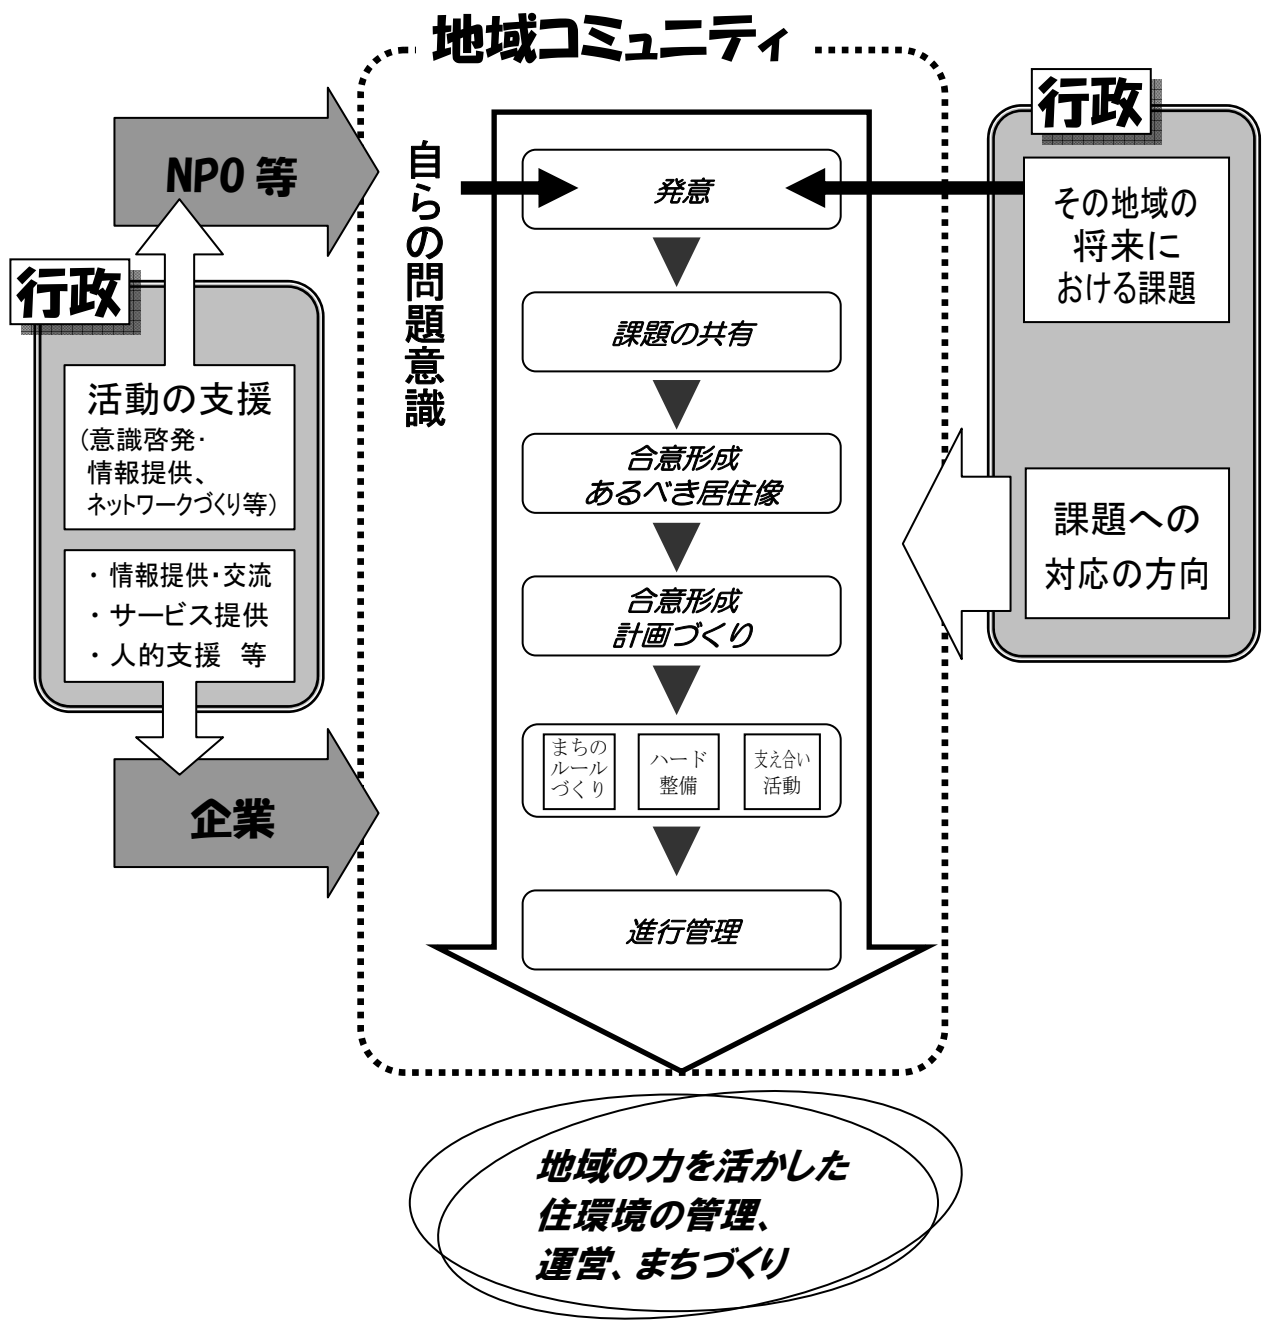 地域コミュニティ
NPO 等
行政
活動の支援
(意識啓発・
情報提供、
ネットワークづくり等)
・ 情報提供・交流
・ サービス提供
・ 人的支援　等
企業
自らの問題意識
発意
課題の共有
合意形成
あるべき居住像
合意形成
計画づくり
まちの
ルール
づくり
ハード
整備
支え合い
活動
進行管理
行政
その地域の
将来に
おける課題
課題への
対応の方向
地域の力を活かした
住環境の管理、
運営、まちづくり